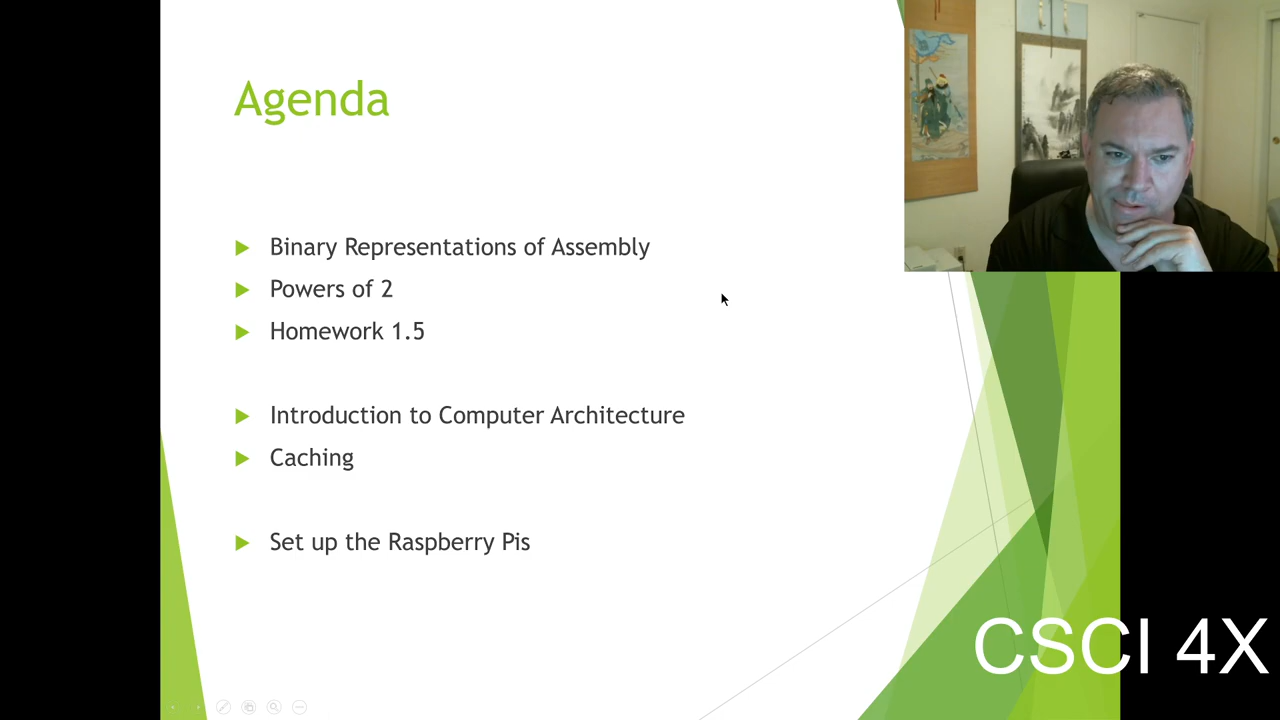 Agenda
Binary Representations of Assembly
Powers of 2
Homework 1.5
Introduction to Computer Architecture
Caching
Set up the Raspberry Pis
CSCI 4X